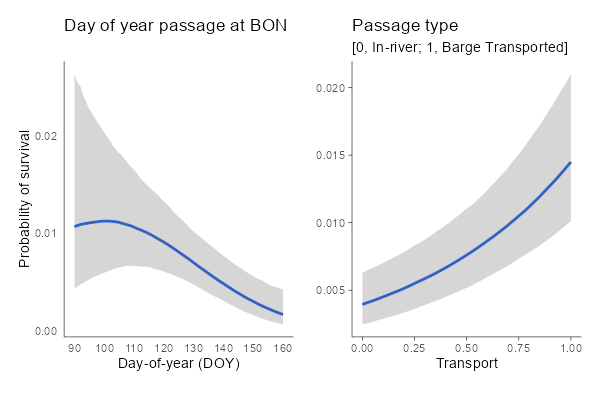 Day of year passage at BON
Probability of survival
0.02
0.01
0.00
90 100 110 120 130 140 150 160
Day-of-year (DOY)
Passage type
[0, In-river; 1, Barge Transported]
0.020
0.015
0.010
0.005
0.00 0.25 0.50 0.75 1.00
Transport